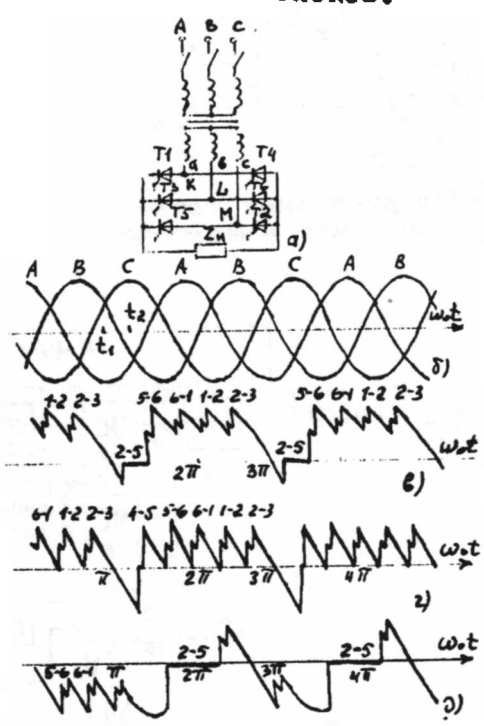 A B C
T1 T4
a в c
K
T3 L
T5 M 2
Zн а)
A B C A B C A B
t₁ t₂ ω₀t
б)
1-2 2-3 5-6 6-1 1-2 2-3 5-6 6-1 1-2 2-3
2-5 2-5 ω₀t
2π 3π
в)
6-1 1-2 2-3 4-5 5-6 6-1 1-2 2-3
ω₀t
π 2π 3π 4π
г)
2-5 2-5 ω₀t
5-6 6-1 π 2π 3π 4π
д)